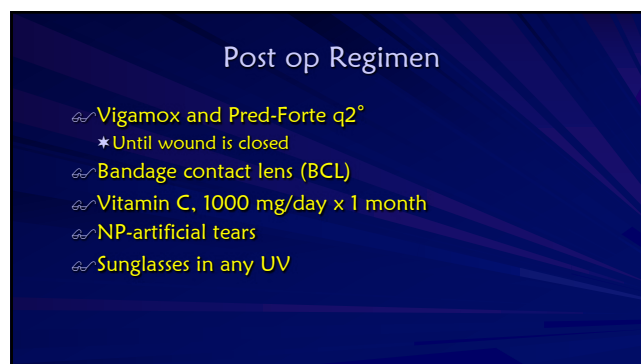 Post op Regimen
Vigamox and Pred-Forte q2°
Until wound is closed
Bandage contact lens (BCL)
Vitamin C, 1000 mg/day x 1 month
NP-artificial tears
Sunglasses in any UV